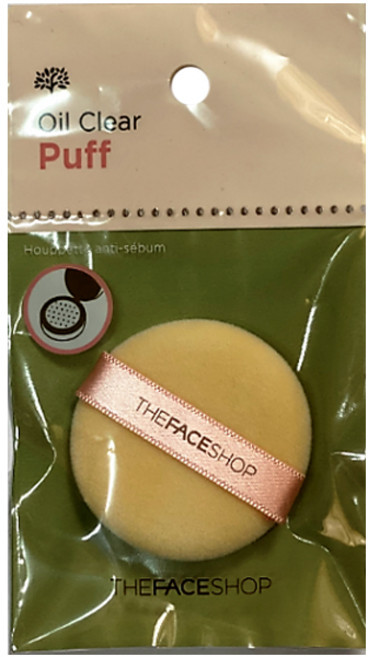 Oil Clear
Puff
Houppette anti-sébum
THEFACESHOP
THEFACESHOP